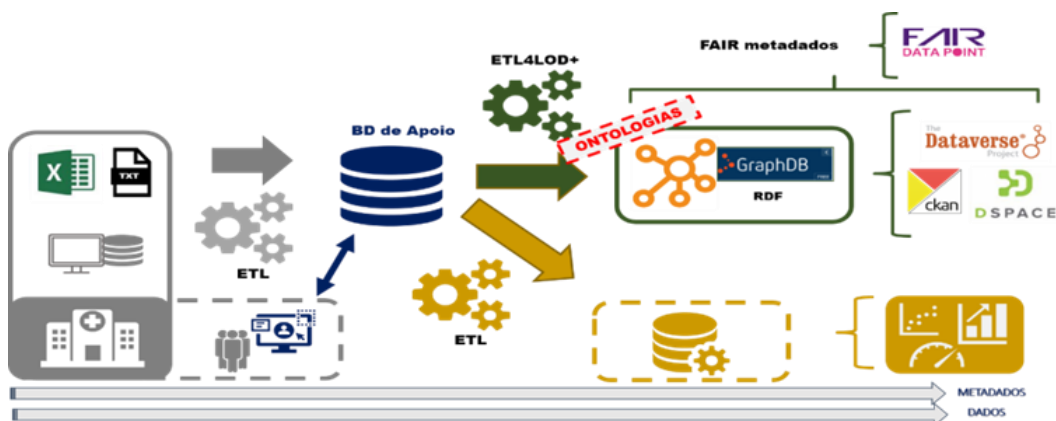 ETL4LOD+
FAIR metadados
FAIR
DATA POINT
BD de Apoio
ONTOLOGIAS
X
TXT
GraphDB
RDF
The
Dataverse®
Project
ckan
DSPACE
ETL
ETL
METADADOS
DADOS